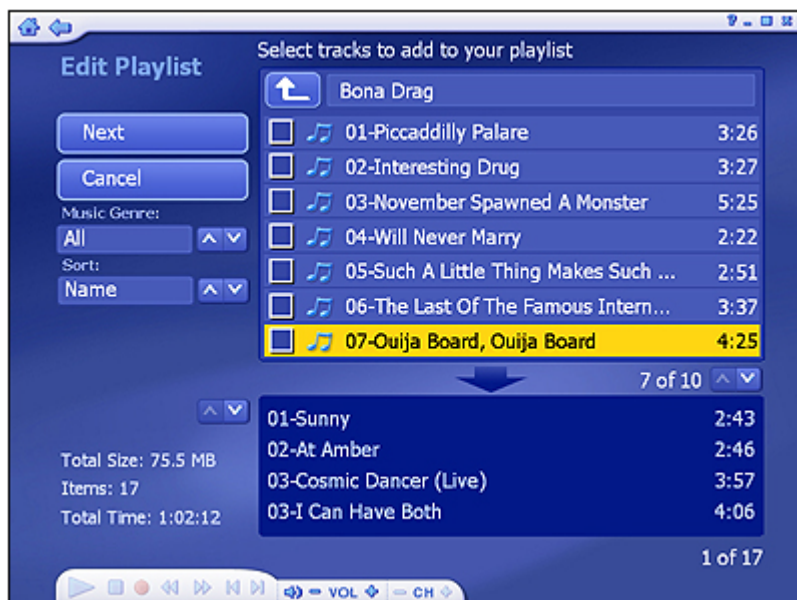 Select tracks to add to your playlist
Edit Playlist
Bona Drag
Next
Cancel
Music Genre:
All
Sort:
Name
01-Piccaddilly Palare 3:26
02-Interesting Drug 3:27
03-November Spawned A Monster 5:25
04-Will Never Marry 2:22
05-Such A Little Thing Makes Such ... 2:51
06-The Last Of The Famous Intern... 3:37
07-Ouija Board, Ouija Board 4:25
7 of 10
01-Sunny 2:43
02-At Amber 2:46
03-Cosmic Dancer (Live) 3:57
03-I Can Have Both 4:06
Total Size: 75.5 MB
Items: 17
Total Time: 1:02:12
1 of 17
VOL
CH